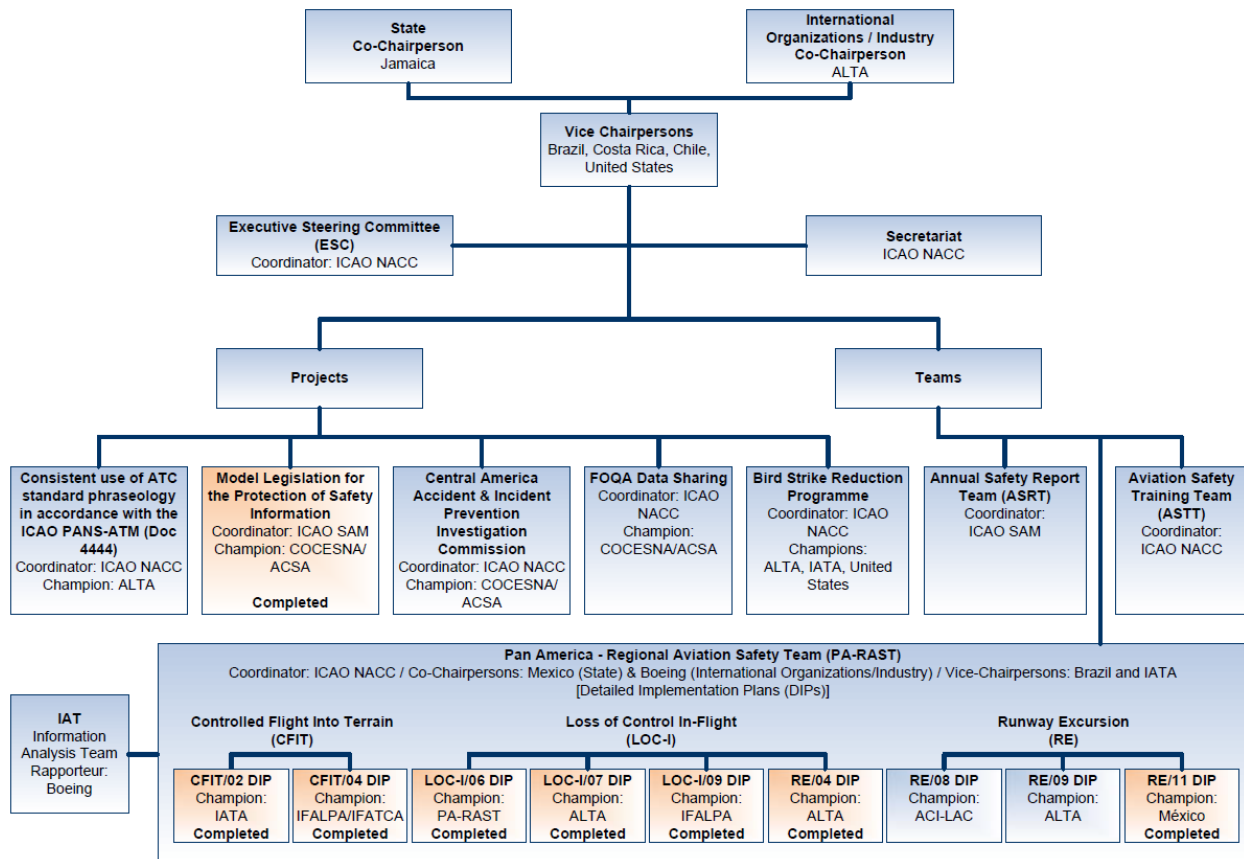 State
Co-Chairperson
Jamaica
International
Organizations / Industry
Co-Chairperson
ALTA
Vice Chairpersons
Brazil, Costa Rica, Chile,
United States
Executive Steering Committee
(ESC)
Coordinator: ICAO NACC
Secretariat
ICAO NACC
Projects
Teams
Consistent use of ATC
standard phraseology
in accordance with the
ICAO PANS-ATM (Doc
4444)
Coordinator: ICAO NACC
Champion: ALTA
Model Legislation for
the Protection of Safety
Information
Coordinator: ICAO SAM
Champion: COCESNA/
ACSA
Completed
Central America
Accident & Incident
Prevention
Investigation
Commission
Coordinator: ICAO NACC
Champion: COCESNA/
ACSA
FOQA Data Sharing
Coordinator: ICAO
NACC
Champion:
COCESNA/ACSA
Bird Strike Reduction
Programme
Coordinator: ICAO
NACC
Champions:
ALTA, IATA, United
States
Annual Safety Report
Team (ASRT)
Coordinator:
ICAO SAM
Aviation Safety
Training Team
(ASTT)
Coordinator:
ICAO NACC
Pan America - Regional Aviation Safety Team (PA-RAST)
Coordinator: ICAO NACC / Co-Chairpersons: Mexico (State) & Boeing (International Organizations/Industry) / Vice-Chairpersons: Brazil and IATA
[Detailed Implementation Plans (DIPs)]
IAT
Information
Analysis Team
Rapporteur:
Boeing
Controlled Flight Into Terrain
(CFIT)
Loss of Control In-Flight
(LOC-I)
Runway Excursion
(RE)
CFIT/02 DIP
Champion:
IATA
Completed
CFIT/04 DIP
Champion:
IFALPA/IFATCA
Completed
LOC-I/06 DIP
Champion:
PA-RAST
Completed
LOC-I/07 DIP
Champion:
ALTA
Completed
LOC-I/09 DIP
Champion:
IFALPA
Completed
RE/04 DIP
Champion:
ALTA
Completed
RE/08 DIP
Champion:
ACI-LAC
RE/09 DIP
Champion:
ALTA
RE/11 DIP
Champion:
México
Completed